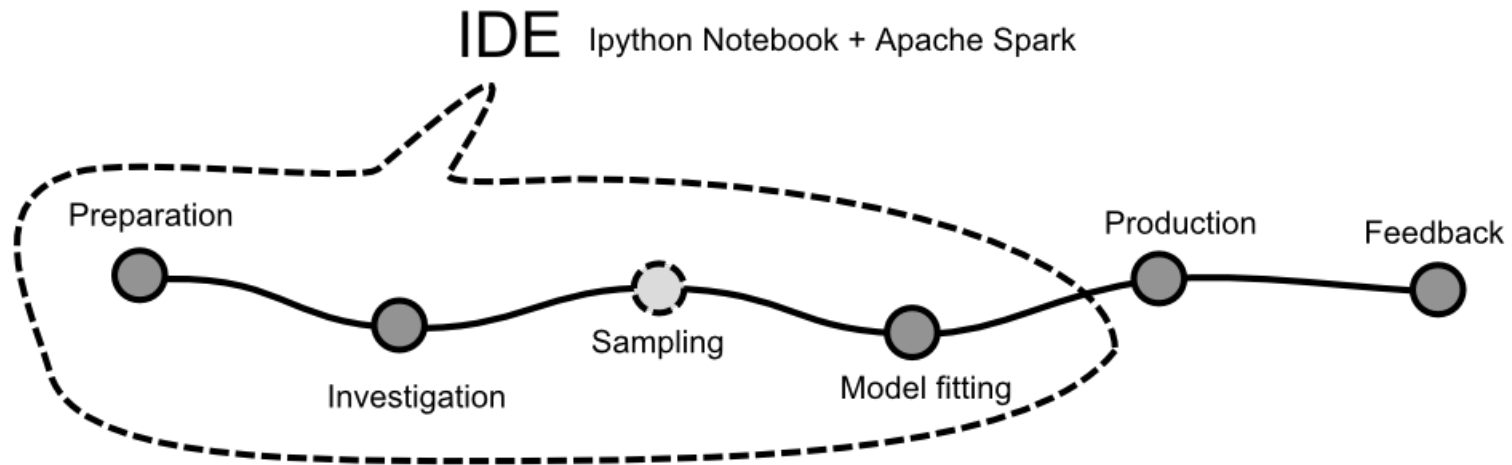 IDE Ipython Notebook + Apache Spark
Preparation
Production
Feedback
Sampling
Investigation
Model fitting